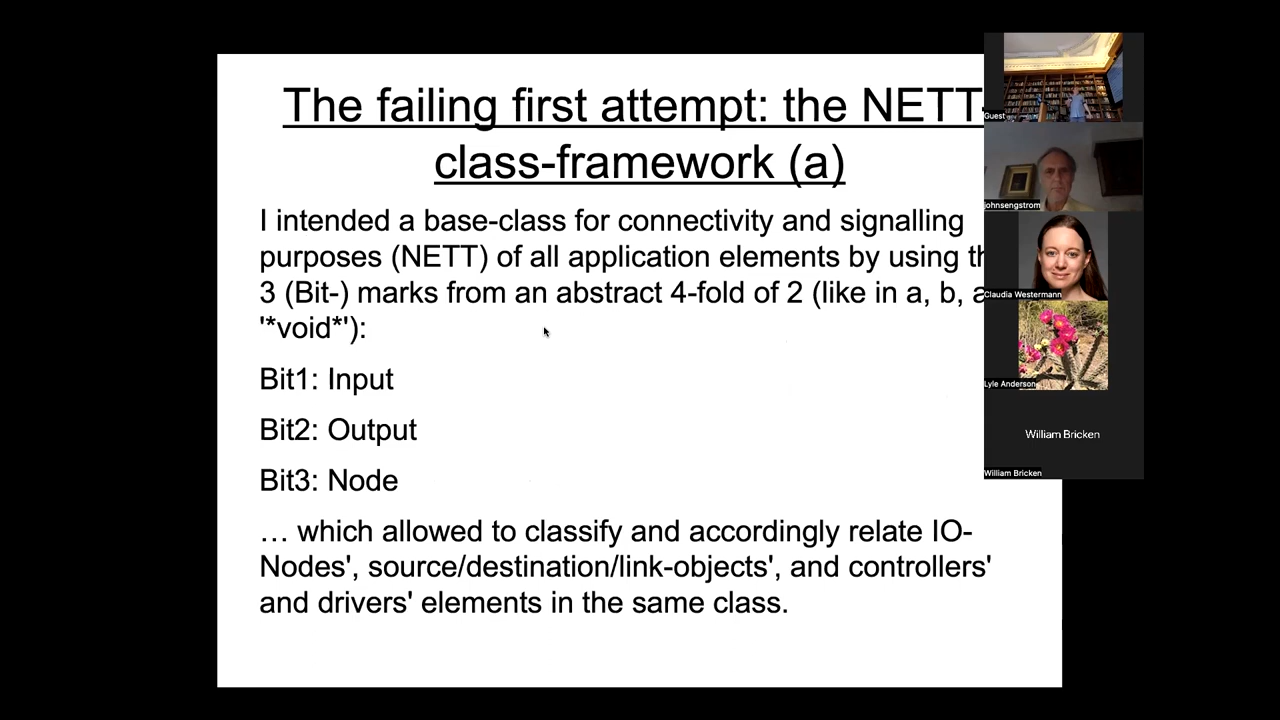 The failing first attempt: the NETT-
class-framework (a)
I intended a base-class for connectivity and signalling
purposes (NETT) of all application elements by using
3 (Bit-) marks from an abstract 4-fold of 2 (like in a, b,
'*void*'):
Bit1: Input
Bit2: Output
Bit3: Node
… which allowed to classify and accordingly relate IO-
Nodes', source/destination/link-objects', and controllers'
and drivers' elements in the same class.
Guest
johnsengstrom
Claudia Westermann
Lyle Anderson
William Bricken
William Bricken